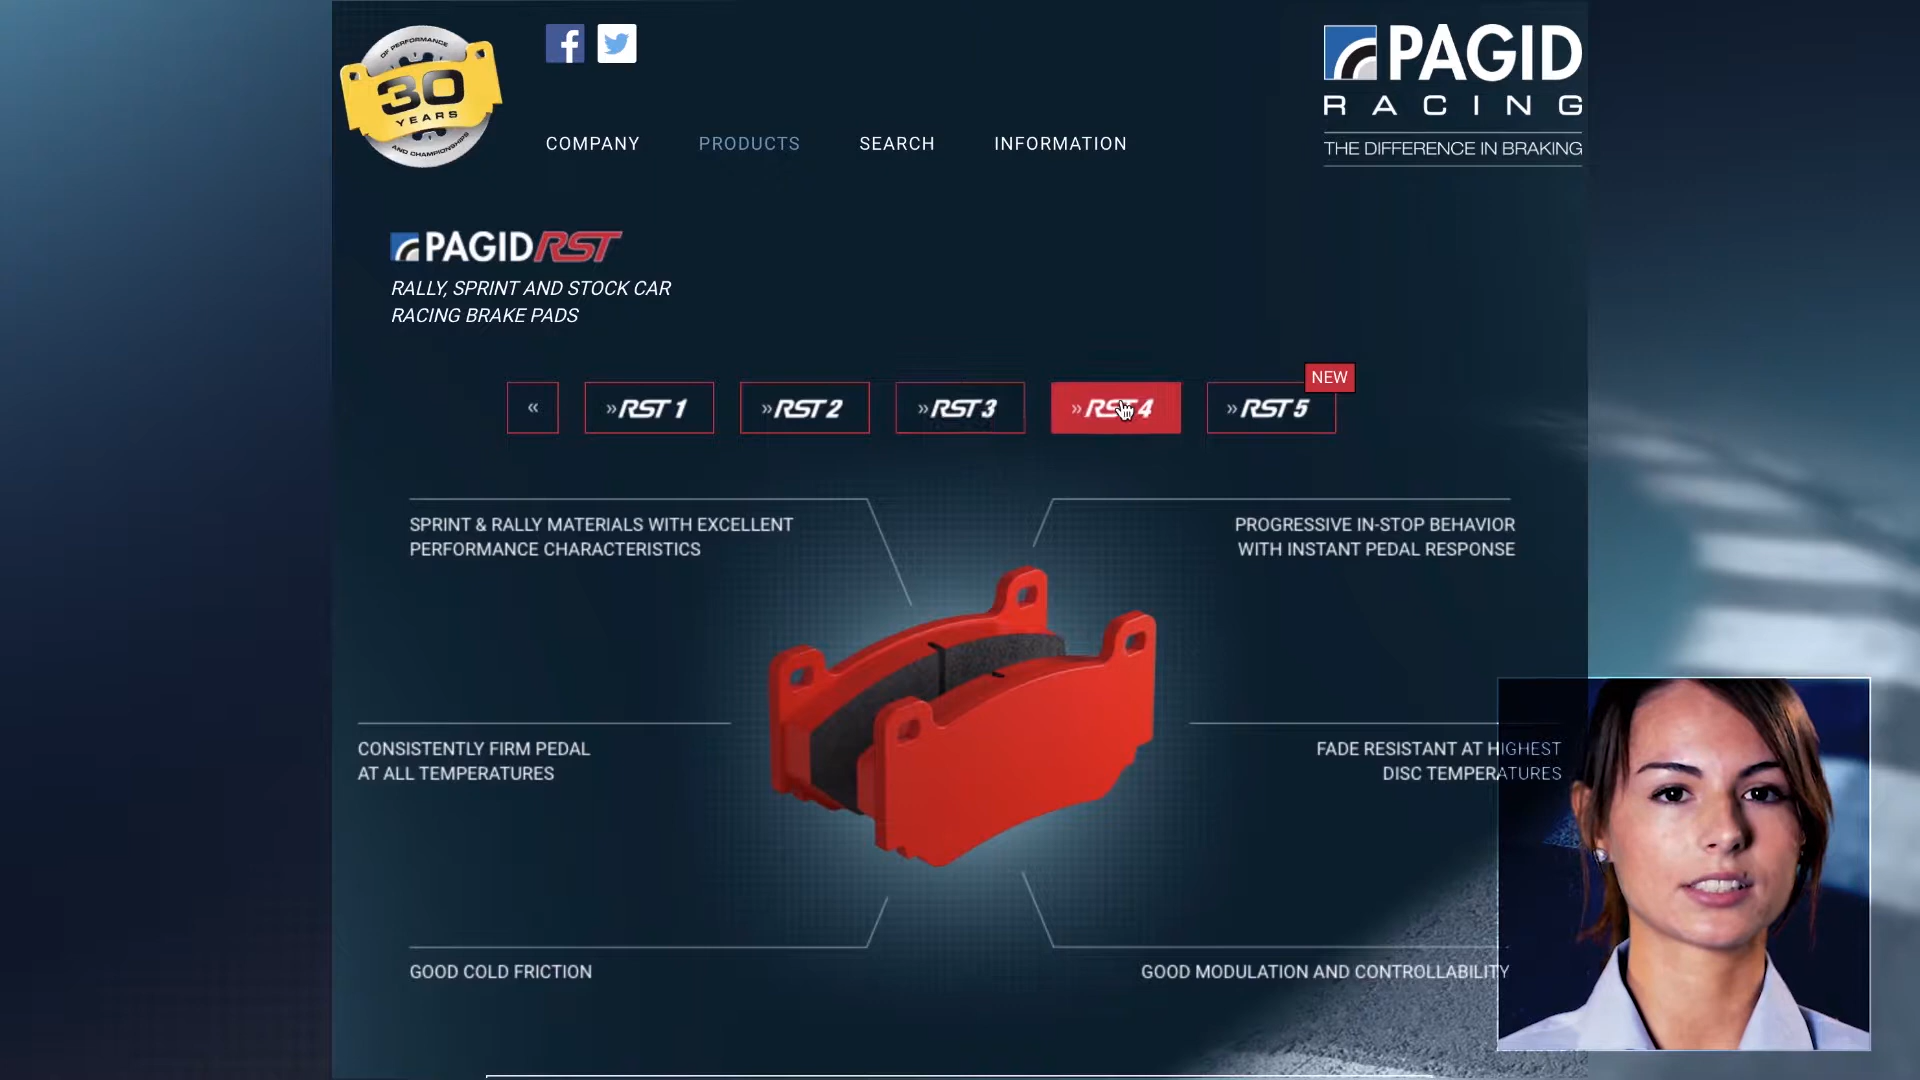 OF PERFORMANCE
30
YEARS
AND CHAMPIONSHIPS
COMPANY
PRODUCTS
SEARCH
INFORMATION
PAGID
RACING
THE DIFFERENCE IN BRAKING
PAGID RST
RALLY, SPRINT AND STOCK CAR
RACING BRAKE PADS
«
» RST 1
» RST 2
» RST 3
» RST 4
» RST 5
NEW
SPRINT & RALLY MATERIALS WITH EXCELLENT
PERFORMANCE CHARACTERISTICS
PROGRESSIVE IN-STOP BEHAVIOR
WITH INSTANT PEDAL RESPONSE
CONSISTENTLY FIRM PEDAL
AT ALL TEMPERATURES
FADE RESISTANT AT HIGHEST
DISC TEMPERATURES
GOOD COLD FRICTION
GOOD MODULATION AND CONTROLLABILITY